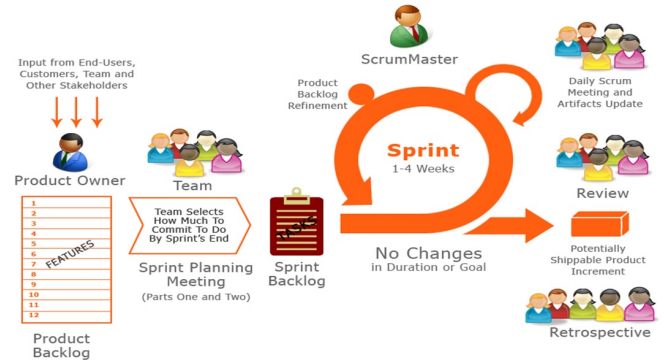 Input from End-Users,
Customers, Team and
Other Stakeholders
Product Owner
1
2
3
4
5
6
7
8
9
10
11
12
FEATURES
Product
Backlog
Team
Team Selects
How Much To
Commit To Do
By Sprint's End
Sprint Planning
Meeting
(Parts One and Two)
TASKS
Sprint
Backlog
ScrumMaster
Product
Backlog
Refinement
Sprint
1-4 Weeks
No Changes
in Duration or Goal
Daily Scrum
Meeting and
Artifacts Update
Review
Potentially
Shippable Product
Increment
Retrospective